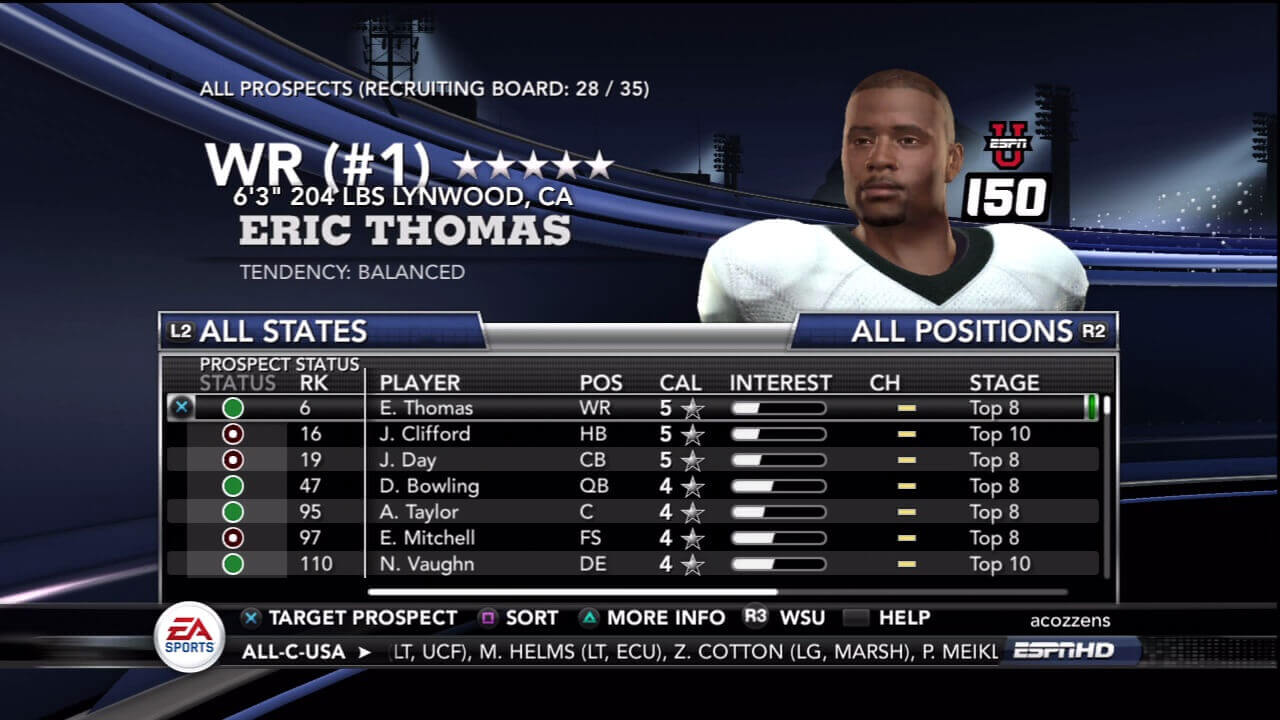 ALL PROSPECTS (RECRUITING BOARD: 28 / 35)
WR (#1)
6'3" 204 LBS LYNWOOD, CA
ERIC THOMAS
TENDENCY: BALANCED
U
ESPN
150
L2 ALL STATES ALL POSITIONS R2
PROSPECT STATUS
STATUS RK PLAYER POS CAL INTEREST CH STAGE
6 E. Thomas WR 5 Top 8
16 J. Clifford HB 5 Top 10
19 J. Day CB 5 Top 8
47 D. Bowling QB 4 Top 8
95 A. Taylor C 4 Top 8
97 E. Mitchell FS 4 Top 8
110 N. Vaughn DE 4 Top 10
TARGET PROSPECT SORT MORE INFO R3 WSU HELP acozzens
EA
SPORTS
ALL-C-USA (LT, UCF), M. HELMS (LT, ECU), Z. COTTON (LG, MARSH), P. MEIKL ESPNHD